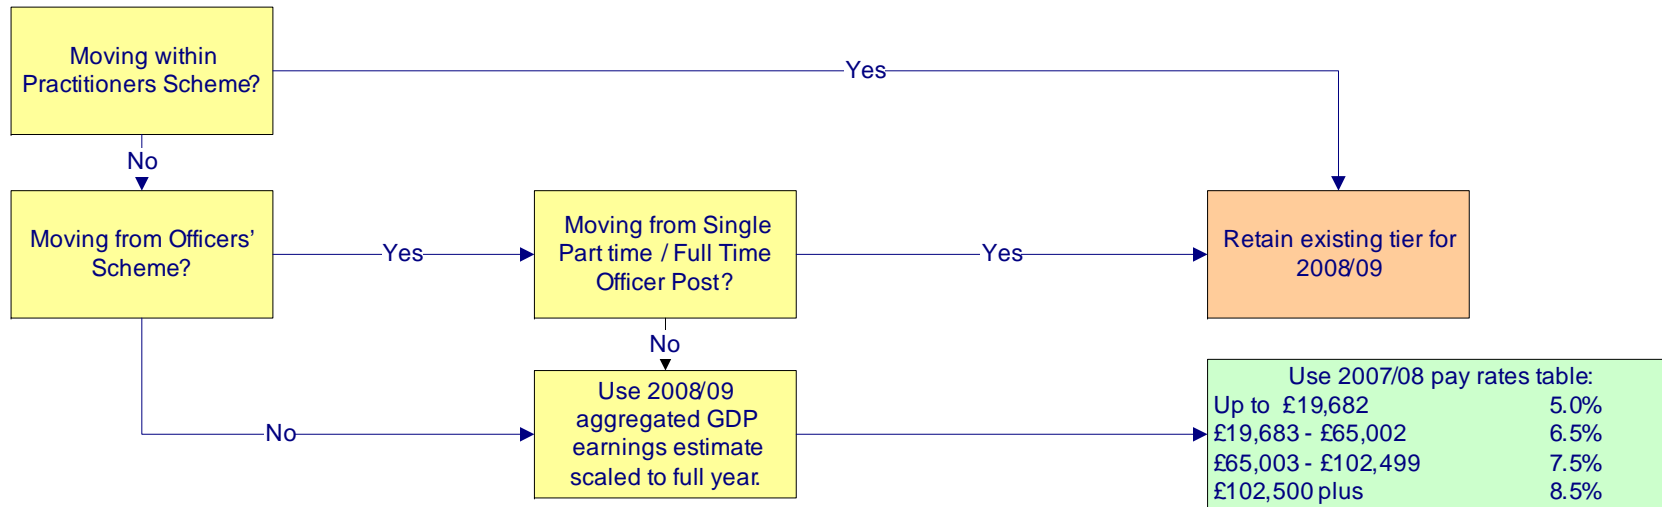 Moving within
Practitioners Scheme?
Yes
No
Moving from Officers'
Scheme?
Yes
Moving from Single
Part time / Full Time
Officer Post?
Yes
Retain existing tier for
2008/09
No
No
Use 2008/09
aggregated GDP
earnings estimate
scaled to full year.
Use 2007/08 pay rates table:
Up to £19,682 5.0%
£19,683 - £65,002 6.5%
£65,003 - £102,499 7.5%
£102,500 plus 8.5%